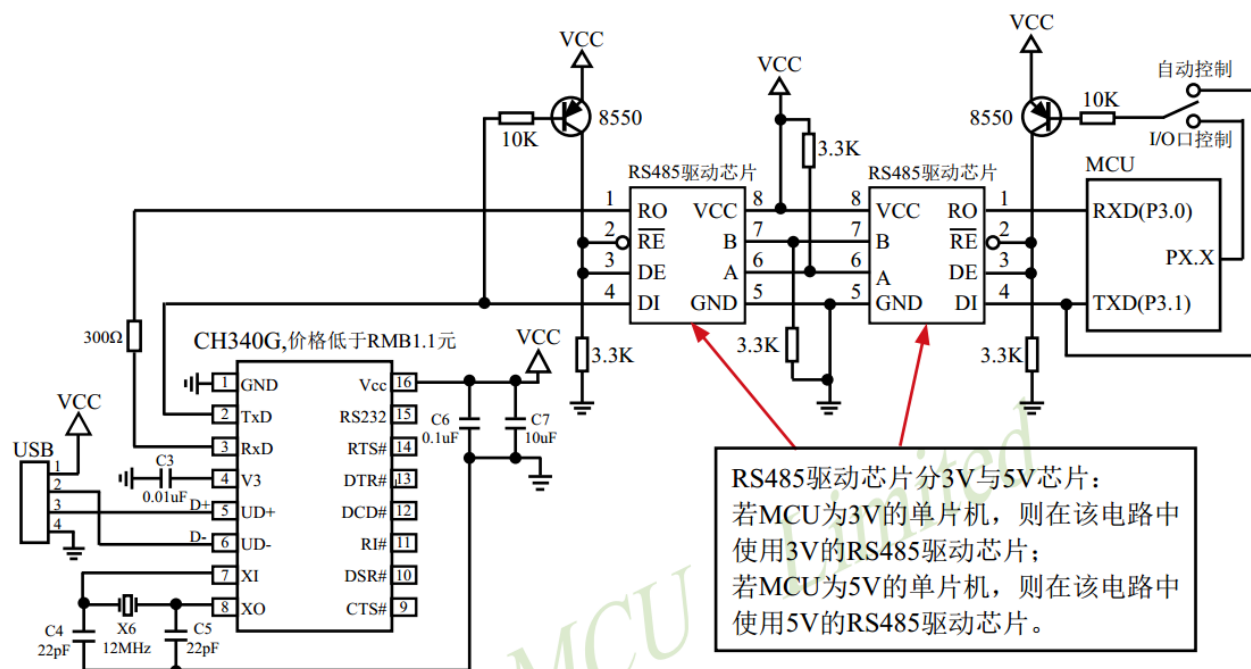 VCC
VCC
VCC
自动控制
8550
10K
8550
10K
I/O口控制
3.3K
MCU
RS485驱动芯片
RS485驱动芯片
1
RO
VCC
8
8
VCC
RO
1
RXD(P3.0)
2
RE
B
7
7
B
RE
2
PX.X
3
DE
A
6
6
A
DE
3
4
DI
GND
5
5
GND
DI
4
TXD(P3.1)
300Ω
CH340G,价格低于RMB1.1元
3.3K
3.3K
3.3K
VCC
1
GND
Vcc
16
2
TxD
RS232
15
3
RxD
RTS#
14
4
V3
DTR#
13
5
UD+
DCD#
12
6
UD-
RI#
11
7
XI
DSR#
10
8
XO
CTS#
9
C6
0.1uF
C7
10uF
VCC
USB
1
2
3
4
C3
0.01uF
D+
D-
C4
22pF
X6
12MHz
C5
22pF
RS485驱动芯片分3V与5V芯片：
若MCU为3V的单片机，则在该电路中
使用3V的RS485驱动芯片；
若MCU为5V的单片机，则在该电路中
使用5V的RS485驱动芯片。
MCU Limited